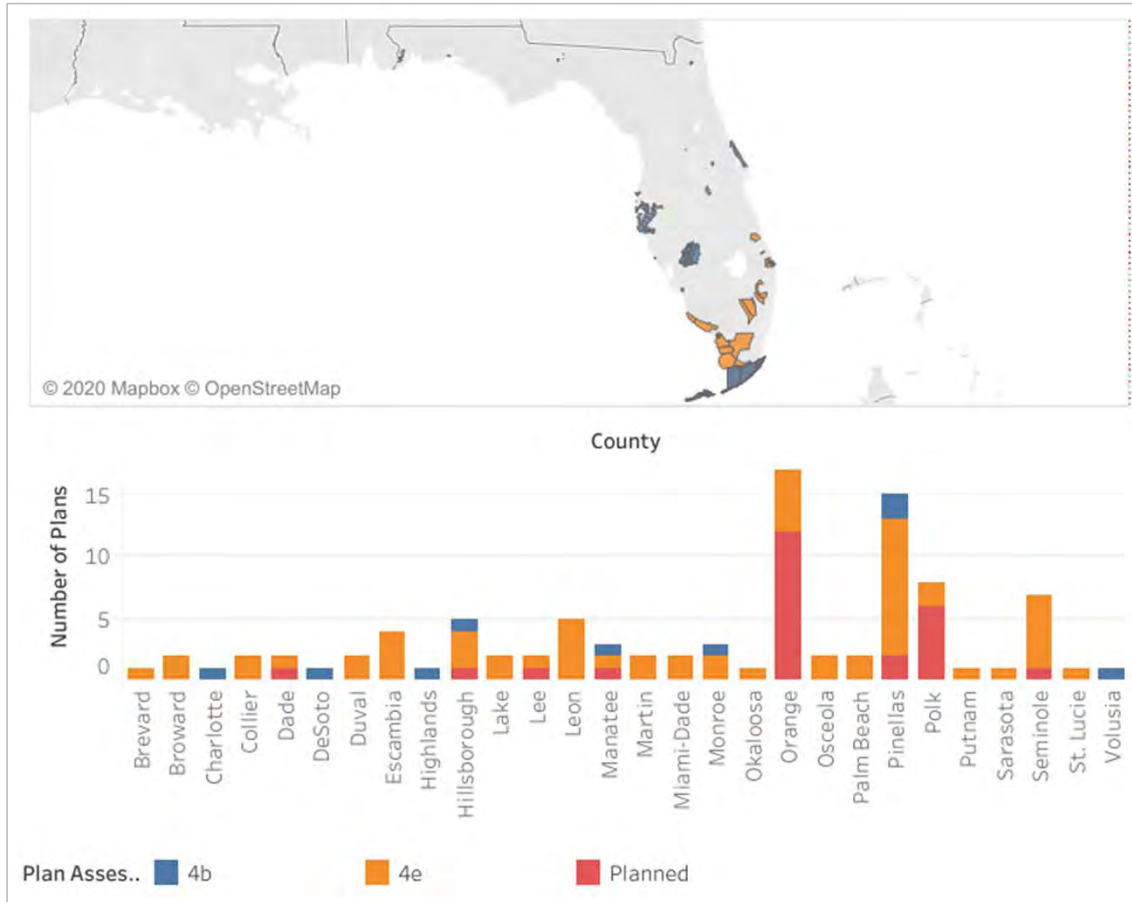 © 2020 Mapbox © OpenStreetMap
County
Number of Plans
15
10
5
0
Brevard
Broward
Charlotte
Collier
Dade
DeSoto
Duval
Escambia
Highlands
Hillsborough
Lake
Lee
Leon
Manatee
Martin
Miami-Dade
Monroe
Okaloosa
Orange
Osceola
Palm Beach
Pinellas
Polk
Putnam
Sarasota
Seminole
St. Lucie
Volusia
Plan Asses.. 4b 4e Planned